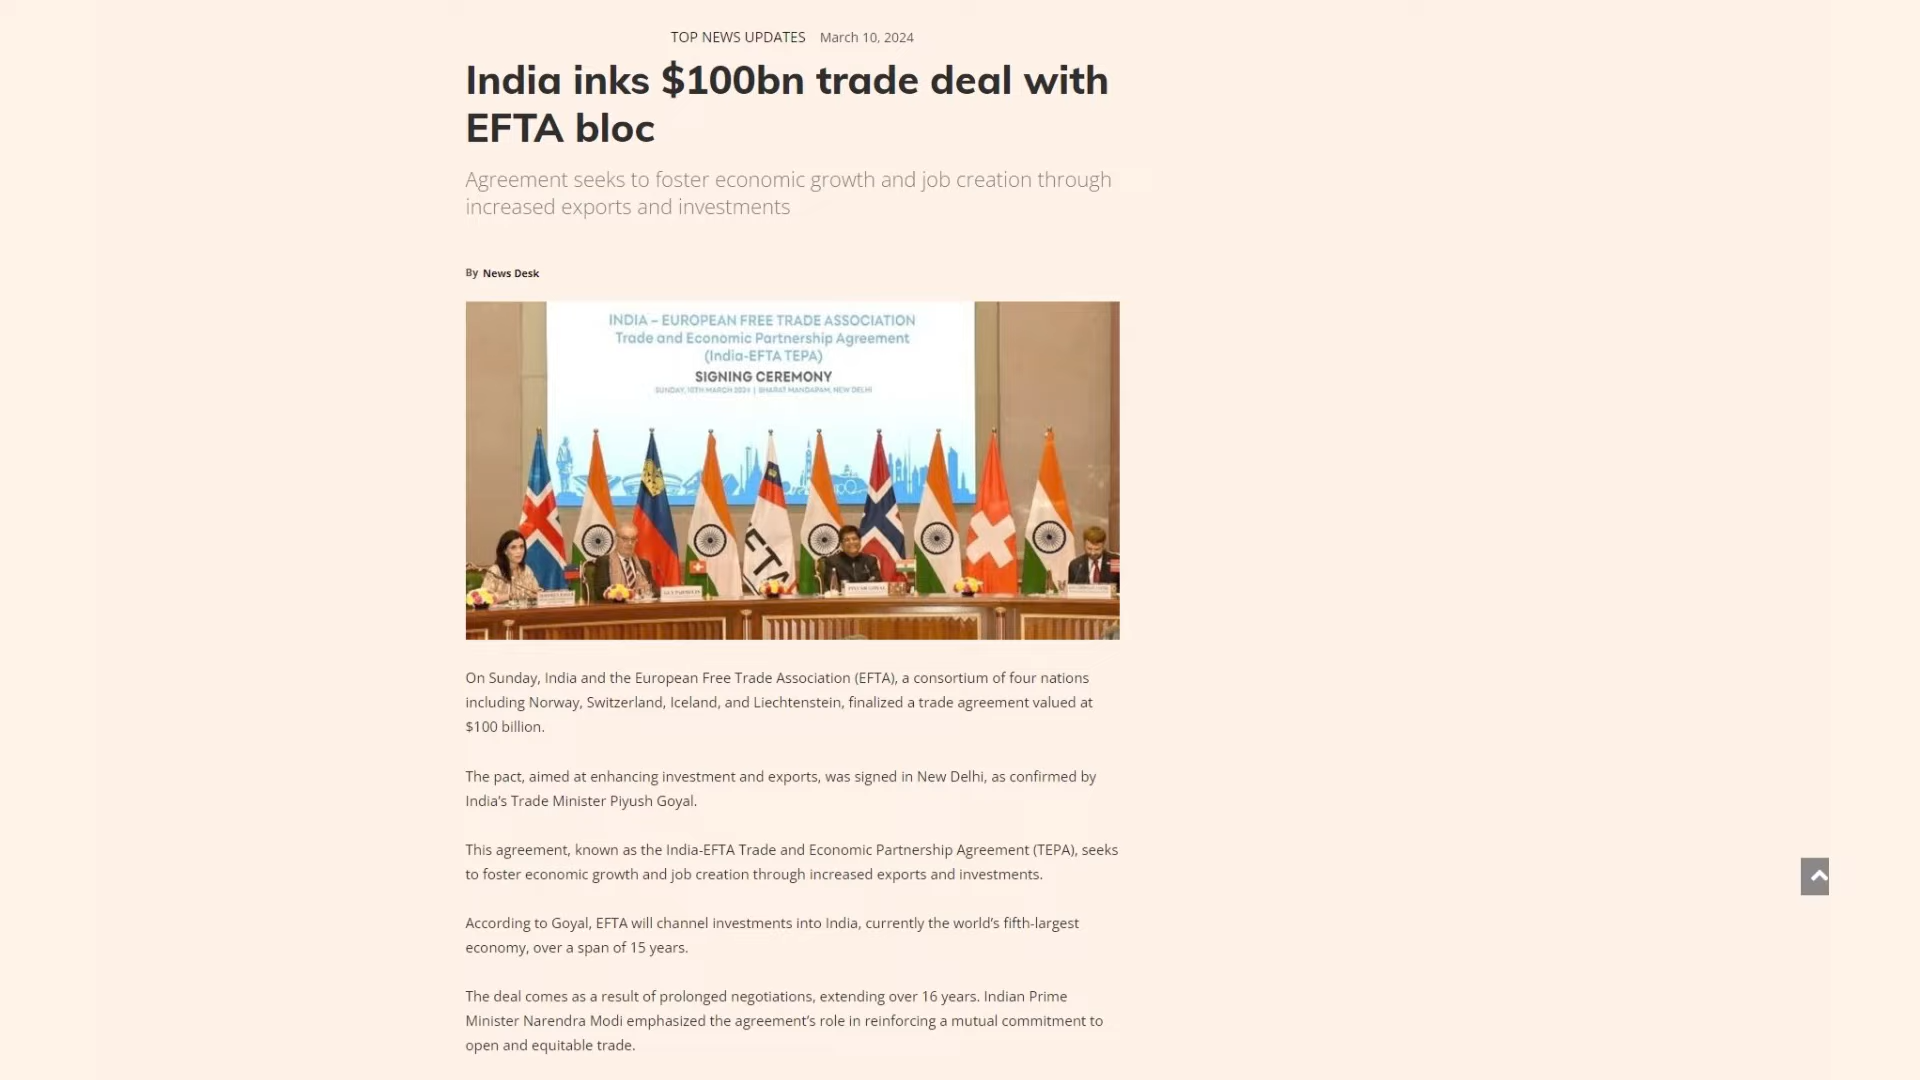 TOP NEWS UPDATES March 10, 2024
India inks $100bn trade deal with
EFTA bloc
Agreement seeks to foster economic growth and job creation through
increased exports and investments
By News Desk
INDIA – EUROPEAN FREE TRADE ASSOCIATION
Trade and Economic Partnership Agreement
(India-EFTA TEPA)
SIGNING CEREMONY
SUNDAY, 10TH MARCH 2024 | BHARAT MANDAPAM, NEW DELHI
On Sunday, India and the European Free Trade Association (EFTA), a consortium of four nations
including Norway, Switzerland, Iceland, and Liechtenstein, finalized a trade agreement valued at
$100 billion.
The pact, aimed at enhancing investment and exports, was signed in New Delhi, as confirmed by
India’s Trade Minister Piyush Goyal.
This agreement, known as the India-EFTA Trade and Economic Partnership Agreement (TEPA), seeks
to foster economic growth and job creation through increased exports and investments.
According to Goyal, EFTA will channel investments into India, currently the world’s fifth-largest
economy, over a span of 15 years.
The deal comes as a result of prolonged negotiations, extending over 16 years. Indian Prime
Minister Narendra Modi emphasized the agreement’s role in reinforcing a mutual commitment to
open and equitable trade.